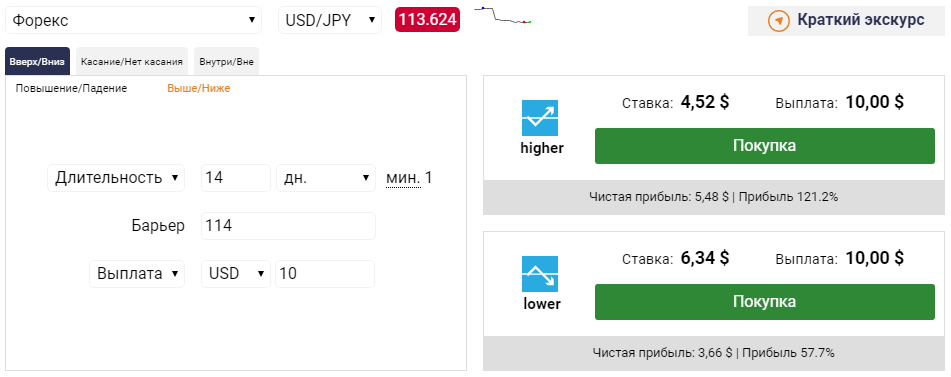 Форекс USD/JPY 113.624 Краткий экскурс
Вверх/Вниз Касание/Нет касания Внутри/Вне
Повышение/Падение Выше/Ниже
Длительность 14 дн. мин. 1
Барьер 114
Выплата USD 10
Ставка: 4,52 $ Выплата: 10,00 $
higher Покупка
Чистая прибыль: 5,48 $ | Прибыль 121.2%
Ставка: 6,34 $ Выплата: 10,00 $
lower Покупка
Чистая прибыль: 3,66 $ | Прибыль 57.7%